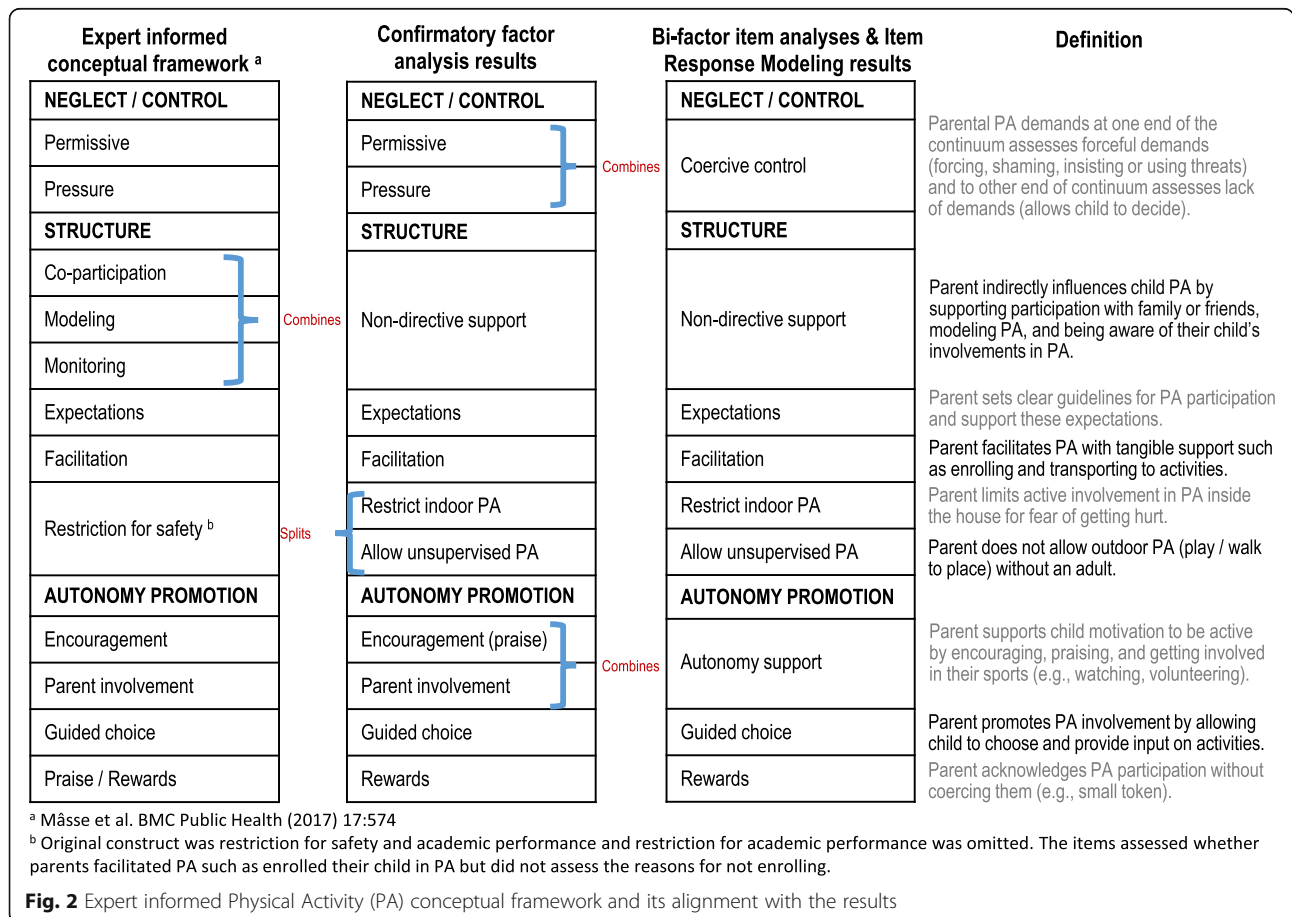 Expert informed
conceptual framework a
NEGLECT / CONTROL
Permissive
Pressure
STRUCTURE
Co-participation
Modeling
Monitoring
Expectations
Facilitation
Restriction for safety b
AUTONOMY PROMOTION
Encouragement
Parent involvement
Guided choice
Praise / Rewards
Combines
Splits
Confirmatory factor
analysis results
NEGLECT / CONTROL
Permissive
Pressure
STRUCTURE
Non-directive support
Expectations
Facilitation
Restrict indoor PA
Allow unsupervised PA
AUTONOMY PROMOTION
Encouragement (praise)
Parent involvement
Guided choice
Rewards
Combines
Combines
Bi-factor item analyses & Item
Response Modeling results
NEGLECT / CONTROL
Coercive control
STRUCTURE
Non-directive support
Expectations
Facilitation
Restrict indoor PA
Allow unsupervised PA
AUTONOMY PROMOTION
Autonomy support
Guided choice
Rewards
Definition
Parental PA demands at one end of the
continuum assesses forceful demands
(forcing, shaming, insisting or using threats)
and to other end of continuum assesses lack
of demands (allows child to decide).
Parent indirectly influences child PA by
supporting participation with family or friends,
modeling PA, and being aware of their child's
involvements in PA.
Parent sets clear guidelines for PA participation
and support these expectations.
Parent facilitates PA with tangible support such
as enrolling and transporting to activities.
Parent limits active involvement in PA inside
the house for fear of getting hurt.
Parent does not allow outdoor PA (play / walk
to place) without an adult.
Parent supports child motivation to be active
by encouraging, praising, and getting involved
in their sports (e.g., watching, volunteering).
Parent promotes PA involvement by allowing
child to choose and provide input on activities.
Parent acknowledges PA participation without
coercing them (e.g., small token).
a Mâsse et al. BMC Public Health (2017) 17:574
b Original construct was restriction for safety and academic performance and restriction for academic performance was omitted. The items assessed whether
parents facilitated PA such as enrolled their child in PA but did not assess the reasons for not enrolling.
Fig. 2 Expert informed Physical Activity (PA) conceptual framework and its alignment with the results